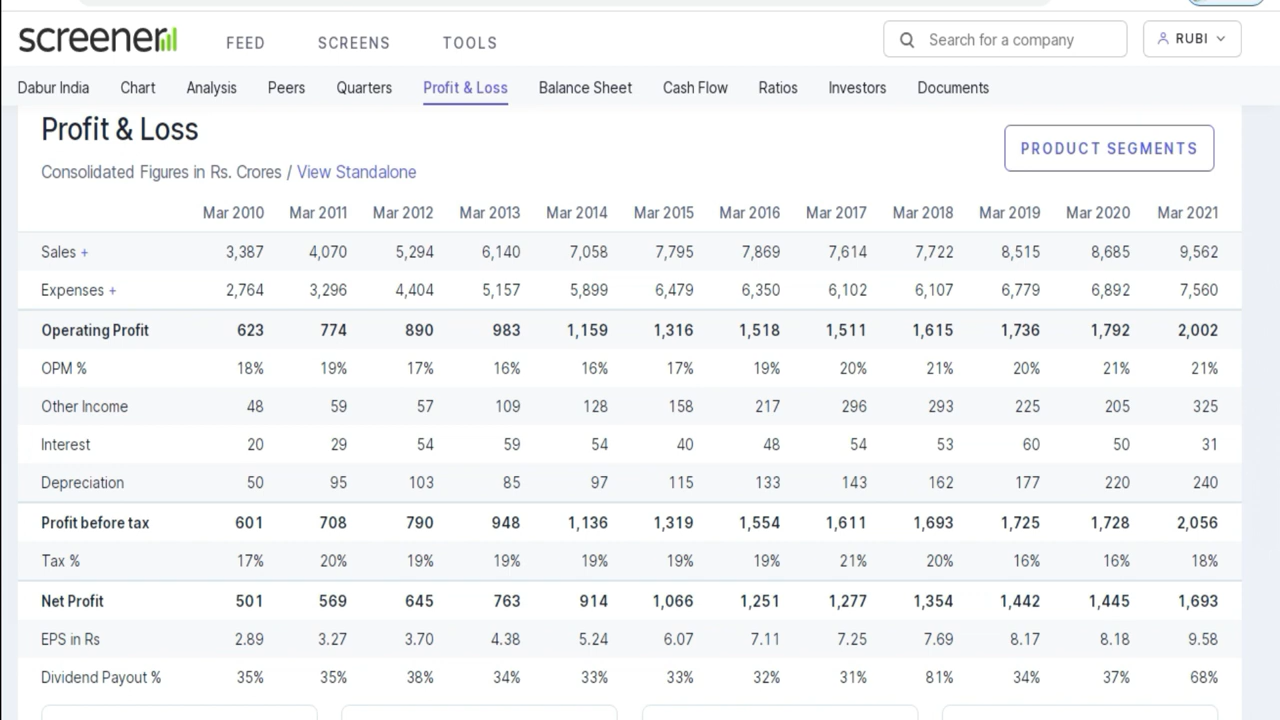 screener FEED SCREENS TOOLS Search for a company RUBI
Dabur India Chart Analysis Peers Quarters Profit & Loss Balance Sheet Cash Flow Ratios Investors Documents
Profit & Loss
PRODUCT SEGMENTS
Consolidated Figures in Rs. Crores / View Standalone
Mar 2010 Mar 2011 Mar 2012 Mar 2013 Mar 2014 Mar 2015 Mar 2016 Mar 2017 Mar 2018 Mar 2019 Mar 2020 Mar 2021
Sales + 3,387 4,070 5,294 6,140 7,058 7,795 7,869 7,614 7,722 8,515 8,685 9,562
Expenses + 2,764 3,296 4,404 5,157 5,899 6,479 6,350 6,102 6,107 6,779 6,892 7,560
Operating Profit 623 774 890 983 1,159 1,316 1,518 1,511 1,615 1,736 1,792 2,002
OPM % 18% 19% 17% 16% 16% 17% 19% 20% 21% 20% 21% 21%
Other Income 48 59 57 109 128 158 217 296 293 225 205 325
Interest 20 29 54 59 54 40 48 54 53 60 50 31
Depreciation 50 95 103 85 97 115 133 143 162 177 220 240
Profit before tax 601 708 790 948 1,136 1,319 1,554 1,611 1,693 1,725 1,728 2,056
Tax % 17% 20% 19% 19% 19% 19% 19% 21% 20% 16% 16% 18%
Net Profit 501 569 645 763 914 1,066 1,251 1,277 1,354 1,442 1,445 1,693
EPS in Rs 2.89 3.27 3.70 4.38 5.24 6.07 7.11 7.25 7.69 8.17 8.18 9.58
Dividend Payout % 35% 35% 38% 34% 33% 33% 32% 31% 81% 34% 37% 68%